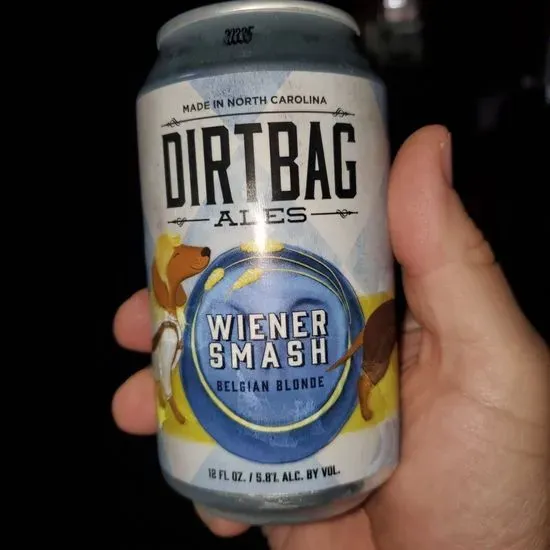 MADE IN NORTH CAROLINA
DIRTBAG
ALES
WIENER
SMASH
BELGIAN BLONDE
12 FL OZ. / 5.8% ALC. BY VOL.